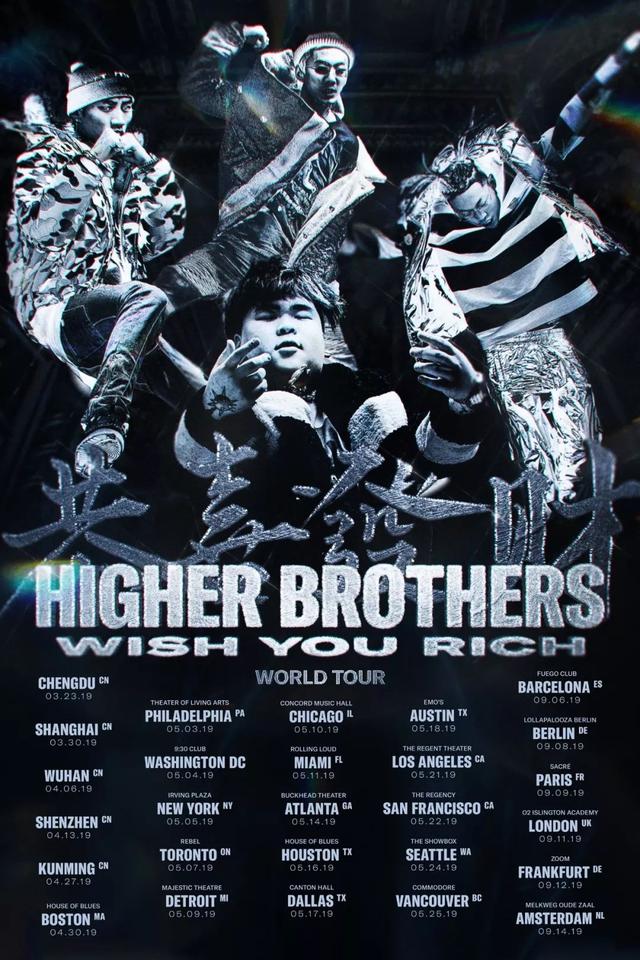 恭喜發財
HIGHER BROTHERS
WISH YOU RICH
WORLD TOUR
CHENGDU CN
03.23.19
SHANGHAI CN
03.30.19
WUHAN CN
04.06.19
SHENZHEN CN
04.13.19
KUNMING CN
04.27.19
HOUSE OF BLUES
BOSTON MA
04.30.19
THEATER OF LIVING ARTS
PHILADELPHIA PA
05.03.19
9:30 CLUB
WASHINGTON DC
05.04.19
IRVING PLAZA
NEW YORK NY
05.05.19
REBEL
TORONTO ON
05.07.19
MAJESTIC THEATRE
DETROIT MI
05.09.19
CONCORD MUSIC HALL
CHICAGO IL
05.10.19
ROLLING LOUD
MIAMI FL
05.11.19
BUCKHEAD THEATER
ATLANTA GA
05.14.19
HOUSE OF BLUES
HOUSTON TX
05.16.19
CANTON HALL
DALLAS TX
05.17.19
EMO'S
AUSTIN TX
05.18.19
THE REGENT THEATER
LOS ANGELES CA
05.21.19
THE REGENCY
SAN FRANCISCO CA
05.22.19
THE SHOWBOX
SEATTLE WA
05.24.19
COMMODORE
VANCOUVER BC
05.25.19
FUEGO CLUB
BARCELONA ES
09.06.19
LOLLAPALOOZA BERLIN
BERLIN DE
09.08.19
SACRÉ
PARIS FR
09.09.19
O2 ISLINGTON ACADEMY
LONDON UK
09.11.19
ZOOM
FRANKFURT DE
09.12.19
MELKWEG OUDE ZAAL
AMSTERDAM NL
09.14.19